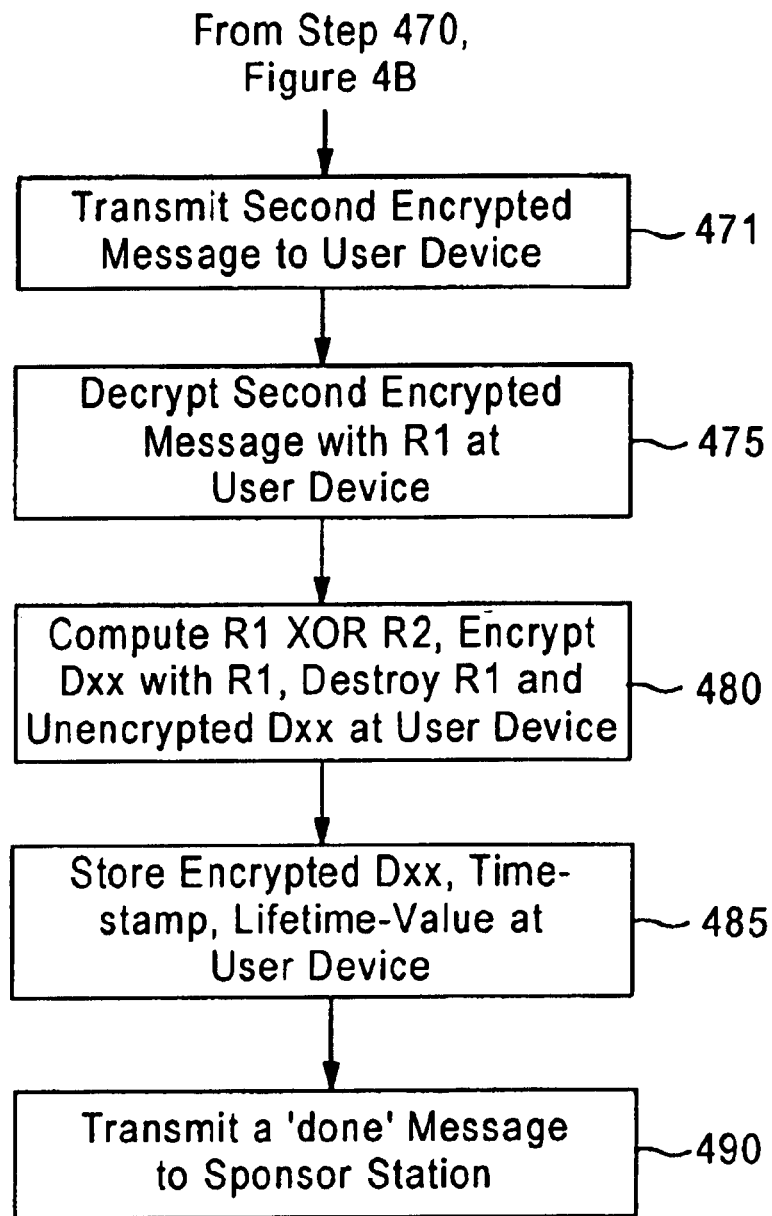 From Step 470,
Figure 4B
Transmit Second Encrypted
Message to User Device
471
Decrypt Second Encrypted
Message with R1 at
User Device
475
Compute R1 XOR R2, Encrypt
Dxx with R1, Destroy R1 and
Unencrypted Dxx at User Device
480
Store Encrypted Dxx, Time-
stamp, Lifetime-Value at
User Device
485
Transmit a 'done' Message
to Sponsor Station
490